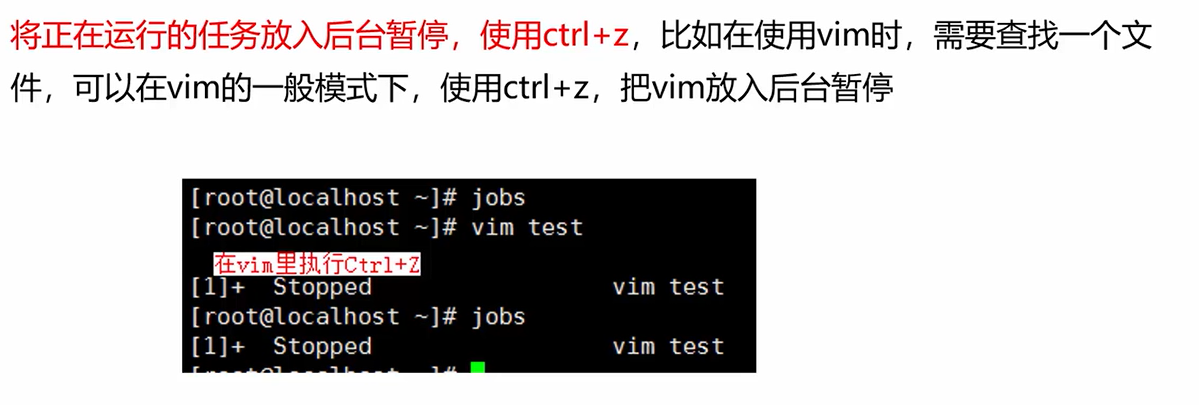 将正在运行的任务放入后台暂停，使用ctrl+z，比如在使用vim时，需要查找一个文
件，可以在vim的一般模式下，使用ctrl+z，把vim放入后台暂停
[root@localhost ~]# jobs
[root@localhost ~]# vim test
在vim里执行Ctrl+Z
[1]+  Stopped                 vim test
[root@localhost ~]# jobs
[1]+  Stopped                 vim test
[root@localhost ~]#